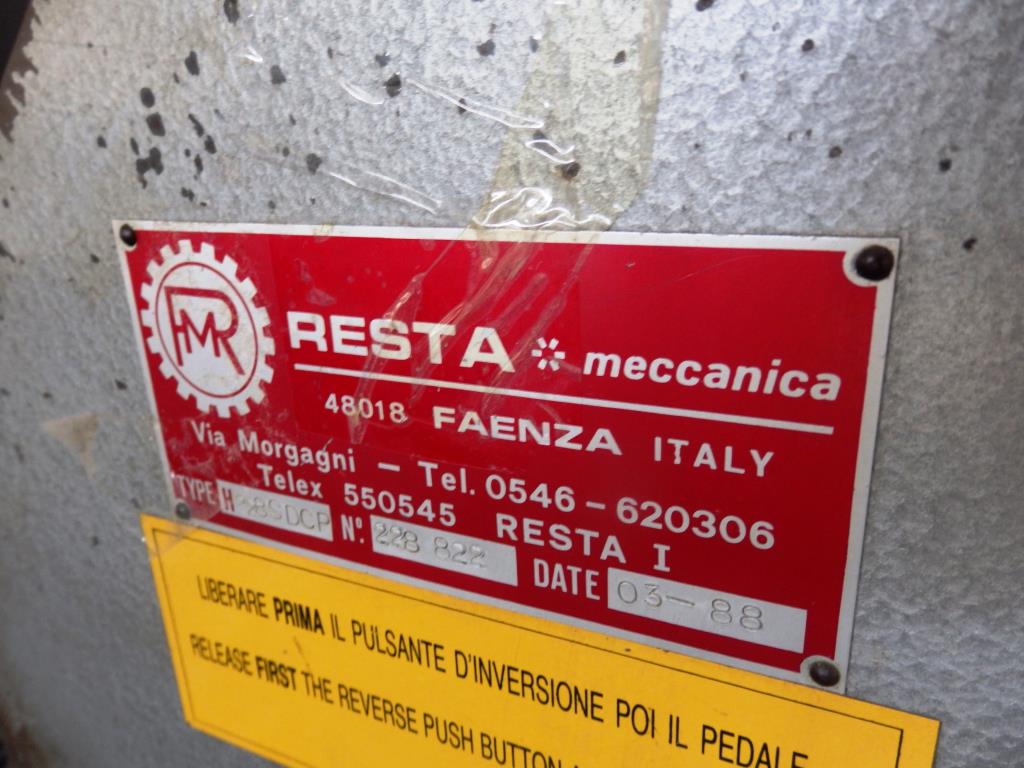 FMR
RESTA meccanica
48018 FAENZA ITALY
Via Morgagni - Tel. 0546-620306
Telex 550545 RESTA I
TYPE Nº. 228 822 DATE 03-88
LIBERARE PRIMA IL PULSANTE D'INVERSIONE POI IL PEDALE
RELEASE FIRST THE REVERSE PUSH BUTTON